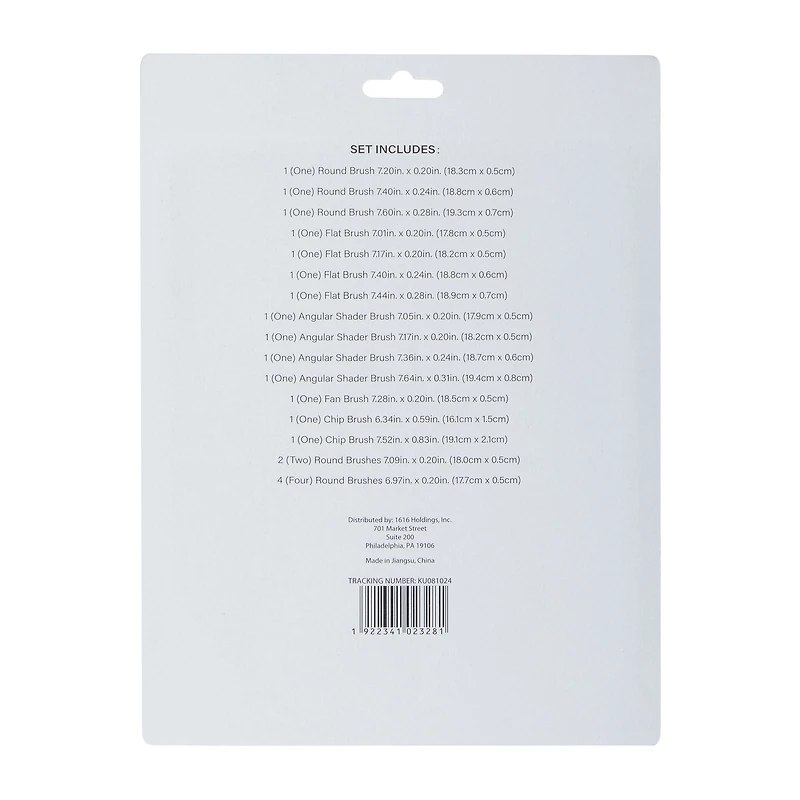 SET INCLUDES:
1 (One) Round Brush 7.20in. x 0.20in. (18.3cm x 0.5cm)
1 (One) Round Brush 7.40in. x 0.24in. (18.8cm x 0.6cm)
1 (One) Round Brush 7.60in. x 0.28in. (19.3cm x 0.7cm)
1 (One) Flat Brush 7.01in. x 0.20in. (17.8cm x 0.5cm)
1 (One) Flat Brush 7.17in. x 0.20in. (18.2cm x 0.5cm)
1 (One) Flat Brush 7.40in. x 0.24in. (18.8cm x 0.6cm)
1 (One) Flat Brush 7.44in. x 0.28in. (18.9cm x 0.7cm)
1 (One) Angular Shader Brush 7.05in. x 0.20in. (17.9cm x 0.5cm)
1 (One) Angular Shader Brush 7.17in. x 0.20in. (18.2cm x 0.5cm)
1 (One) Angular Shader Brush 7.36in. x 0.24in. (18.7cm x 0.6cm)
1 (One) Angular Shader Brush 7.64in. x 0.31in. (19.4cm x 0.8cm)
1 (One) Fan Brush 7.28in. x 0.20in. (18.5cm x 0.5cm)
1 (One) Chip Brush 6.34in. x 0.59in. (16.1cm x 1.5cm)
1 (One) Chip Brush 7.52in. x 0.83in. (19.1cm x 2.1cm)
2 (Two) Round Brushes 7.09in. x 0.20in. (18.0cm x 0.5cm)
4 (Four) Round Brushes 6.97in. x 0.20in. (17.7cm x 0.5cm)
Distributed by: 1616 Holdings, Inc.
701 Market Street
Suite 200
Philadelphia, PA 19106
Made in Jiangsu, China
TRACKING NUMBER: KU081024
1 922341 023281